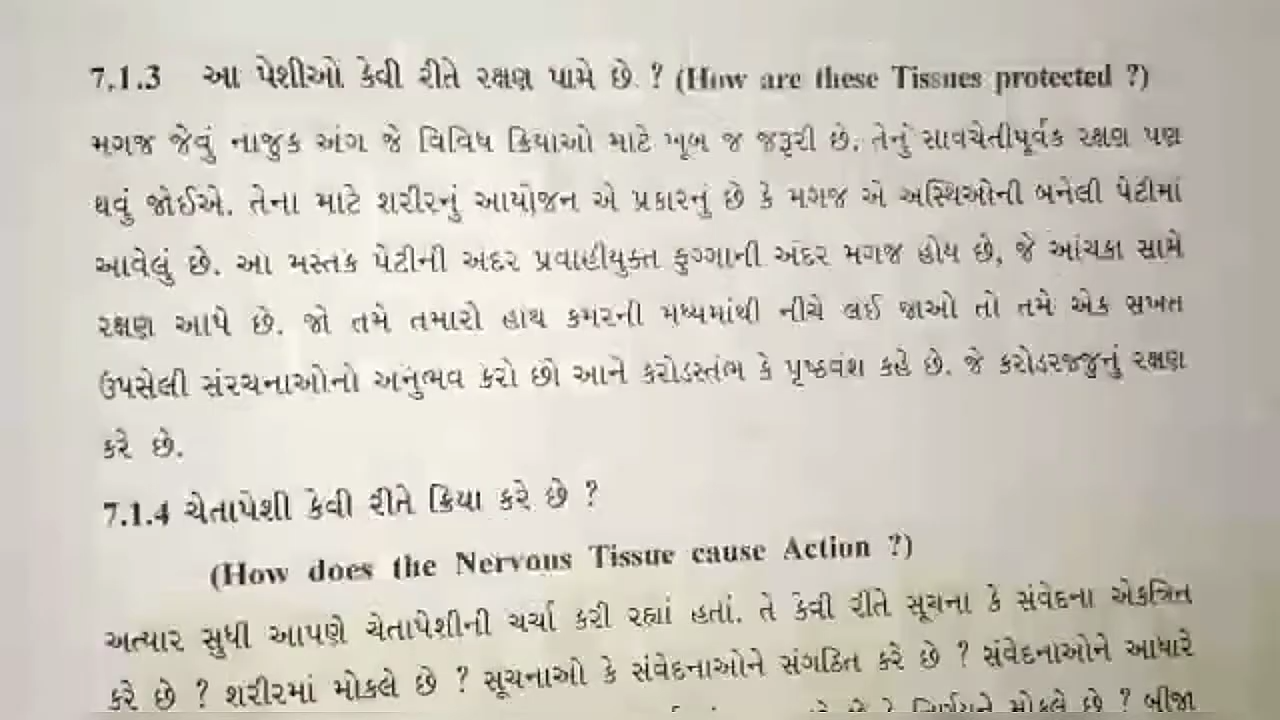 7.1.3 આ પેશીઓ કેવી રીતે રક્ષણ પામે છે ? (How are these Tissues protected ?)
મગજ જેવું નાજુક અંગ જે વિવિધ ક્રિયાઓ માટે ખૂબ જ જરૂરી છે. તેનું સાવચેતીપૂર્વક રક્ષણ પણ
થવું જોઈએ. તેના માટે શરીરનું આયોજન એ પ્રકારનું છે કે મગજ એ અસ્થિઓની બનેલી પેટીમાં
આવેલું છે. આ મસ્તક પેટીની અંદર પ્રવાહીયુક્ત ફુગ્ગાની અંદર મગજ હોય છે, જે આંચકા સામે
રક્ષણ આપે છે. જો તમે તમારો હાથ કમરની મધ્યમાંથી નીચે લઈ જાઓ તો તમે એક સખત
ઉપસેલી સંરચનાઓનો અનુભવ કરો છો આને કરોડસ્તંભ કે પૃષ્ઠવંશ કહે છે. જે કરોડરજ્જુનું રક્ષણ
કરે છે.
7.1.4 ચેતાપેશી કેવી રીતે ક્રિયા કરે છે ?
(How does the Nervous Tissue cause Action ?)
અત્યાર સુધી આપણે ચેતાપેશીની ચર્ચા કરી રહ્યાં હતાં. તે કેવી રીતે સૂચના કે સંવેદના એકત્રિત
કરે છે ? શરીરમાં મોકલે છે ? સૂચનાઓ કે સંવેદનાઓને સંગઠિત કરે છે ? સંવેદનાઓને આધારે
નિર્ણયને મોકલે છે ? બીજા